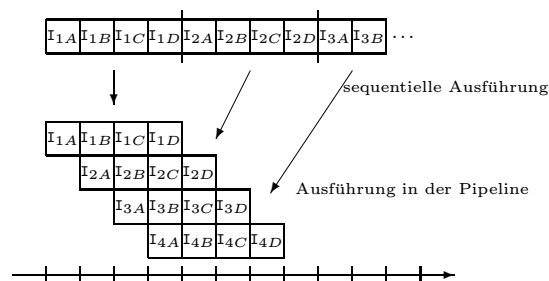 I1A I1B I1C I1D I2A I2B I2C I2D I3A I3B ...
sequentielle Ausführung
I1A I1B I1C I1D
I2A I2B I2C I2D
I3A I3B I3C I3D
Ausführung in der Pipeline
I4A I4B I4C I4D